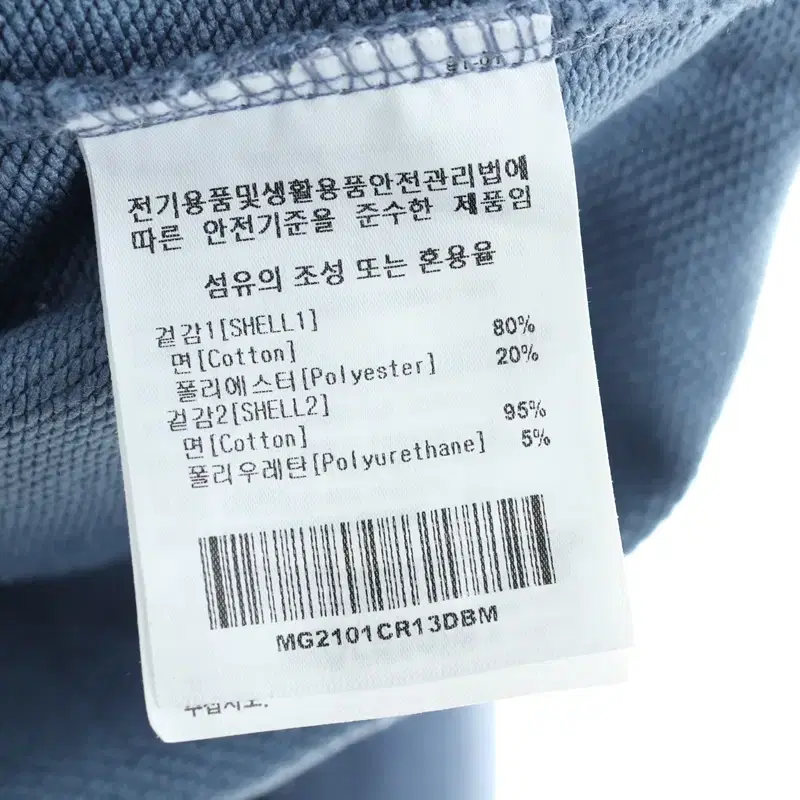 전기용품및생활용품안전관리법에
따른 안전기준을 준수한 제품임
섬유의 조성 또는 혼용율
겉감1[SHELL1]
면[Cotton] 80%
폴리에스터[Polyester] 20%
겉감2[SHELL2]
면[Cotton] 95%
폴리우레탄[Polyurethane] 5%
MG2101CR13DBM